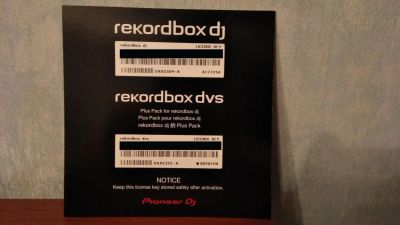 rekordbox dj
rekordbox dj LICENSE KEY
rekordbox dvs
Plus Pack for rekordbox dj
Plus Pack pour rekordbox dj
rekordbox dj 的 Plus Pack
rekordbox dvs LICENSE KEY
NOTICE
Keep this license key stored safely after activation.
Pioneer Dj